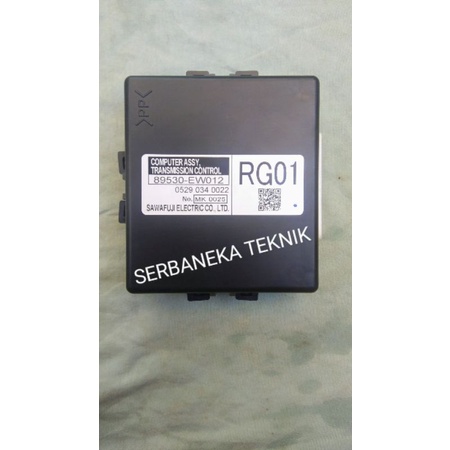 >PP<
COMPUTER ASSY,
TRANSMISSION CONTROL
89530-EW012
0529 034 0022
No. MK 0025
SAWAFUJI ELECTRIC CO., LTD.
RG01
SERBANEKA TEKNIK